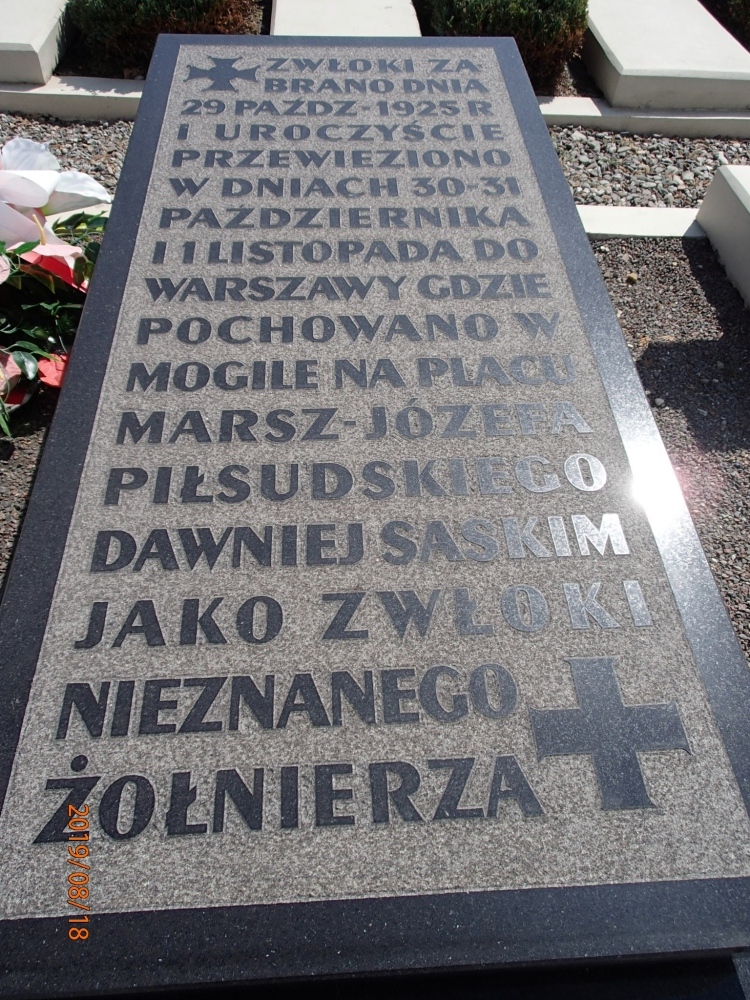 ZWŁOKI ZA
BRANO DNIA
29 PAŹDZ-1925 R
I UROCZYŚCIE
PRZEWIEZIONO
W DNIACH 30-31
PAŹDZIERNIKA
I 1 LISTOPADA DO
WARSZAWY GDZIE
POCHOWANO W
MOGILE NA PLACU
MARSZ-JÓZEFA
PIŁSUDSKIEGO
DAWNIEJ SASKIM
JAKO ZWŁOKI
NIEZNANEGO
ŻOŁNIERZA
2019/08/18